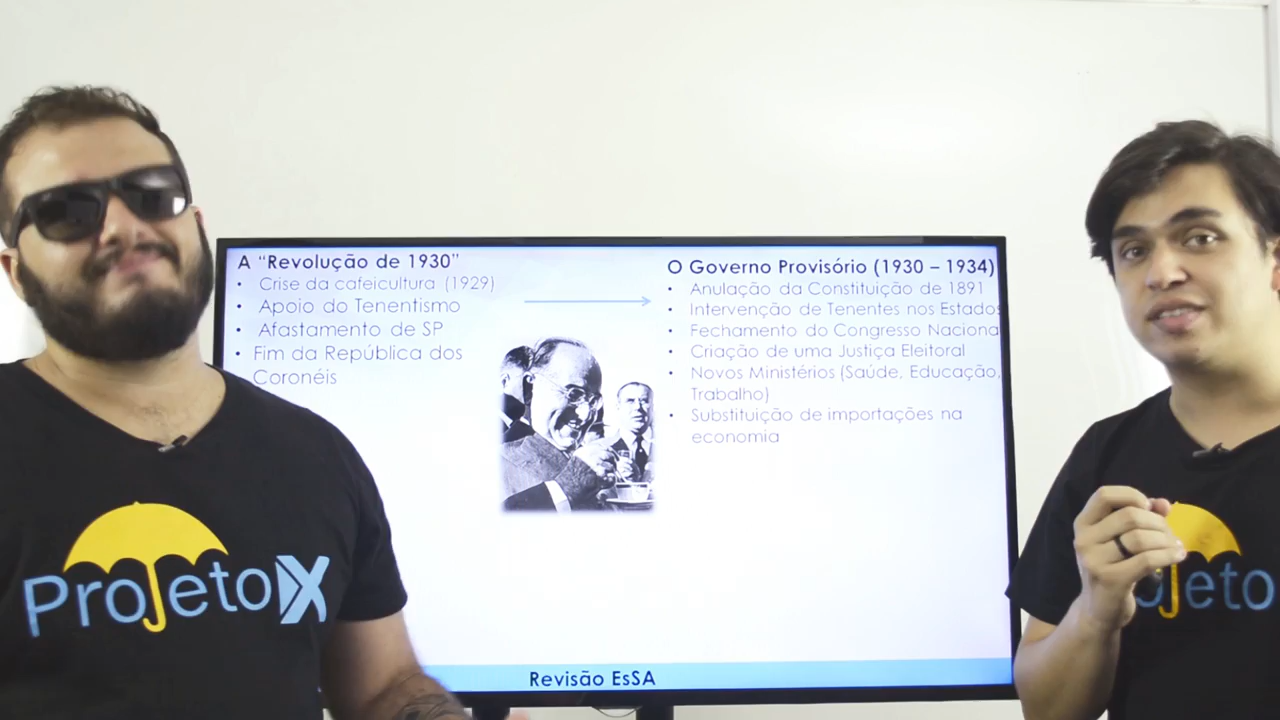 A “Revolução de 1930”
• Crise da cafeicultura (1929)
• Apoio do Tenentismo
• Afastamento de SP
• Fim da República dos
Coronéis
O Governo Provisório (1930 – 1934)
• Anulação da Constituição de 1891
• Intervenção de Tenentes nos Estados
• Fechamento do Congresso Naciona
• Criação de uma Justiça Eleitoral
• Novos Ministérios (Saúde, Educação,
Trabalho)
• Substituição de importações na
economia
Revisão EsSA
ProJeto X
oJeto